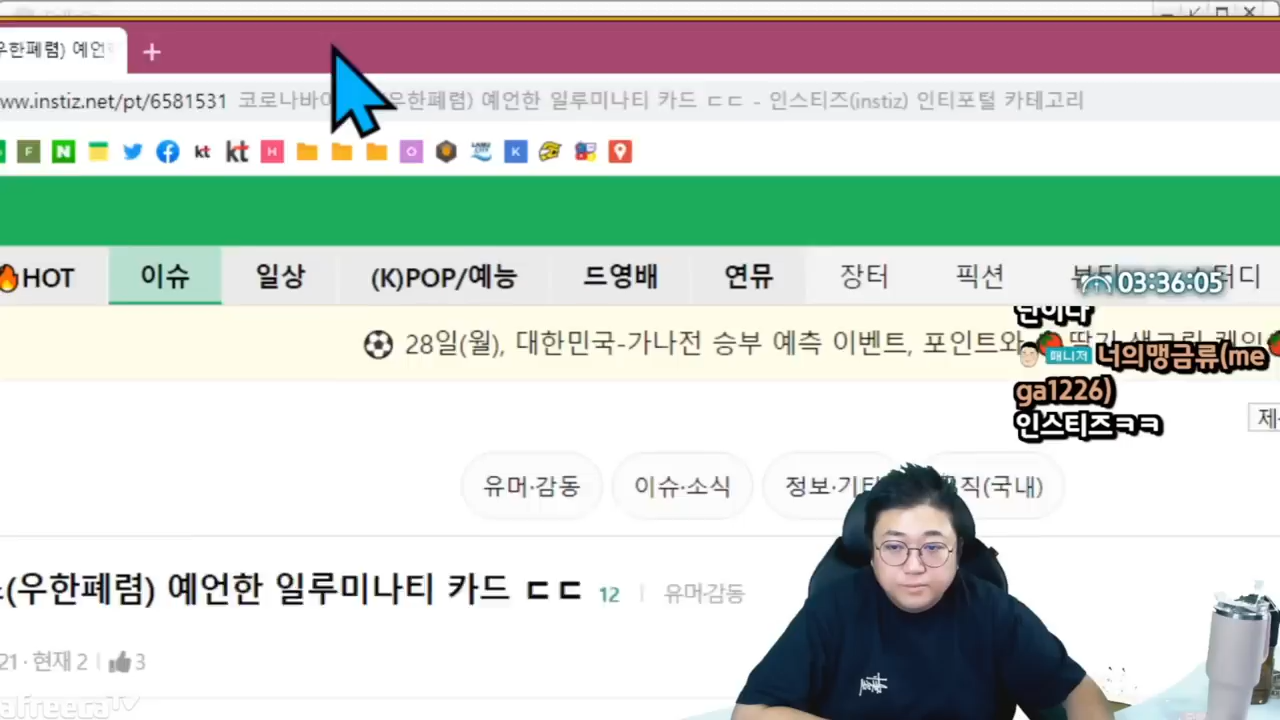 우한폐렴) 예언
ww.instiz.net/pt/6581531 코로나바이 우한폐렴) 예언한 일루미나티 카드 ㄷㄷ - 인스티즈(instiz) 인티포털 카테고리
F N kt kt H O K
HOT 이슈 일상 (K)POP/예능 드영배 연뮤 장터 픽션
03:36:05
28일(월), 대한민국-가나전 승부 예측 이벤트, 포인트와
매니저 너의맹금류(me
ga1226)
인스티즈ㅋㅋ
유머·감동 이슈·소식 정보·기타 직(국내)
(우한폐렴) 예언한 일루미나티 카드 ㄷㄷ 12 유머·감동
21 · 현재 2 3
afreecaTV